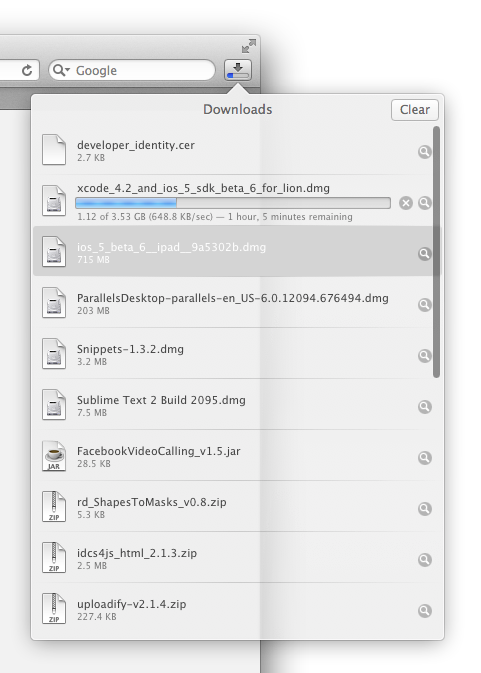 Google
Downloads
Clear
developer_identity.cer
2.7 KB
xcode_4.2_and_ios_5_sdk_beta_6_for_lion.dmg
1.12 of 3.53 GB (648.8 KB/sec) — 1 hour, 5 minutes remaining
ios_5_beta_6__ipad__9a5302b.dmg
715 MB
ParallelsDesktop-parallels-en_US-6.0.12094.676494.dmg
203 MB
Snippets-1.3.2.dmg
3.2 MB
Sublime Text 2 Build 2095.dmg
7.5 MB
FacebookVideoCalling_v1.5.jar
28.5 KB
JAR
rd_ShapesToMasks_v0.8.zip
5.3 KB
ZIP
idcs4js_html_2.1.3.zip
2.5 MB
ZIP
uploadify-v2.1.4.zip
227.4 KB
ZIP